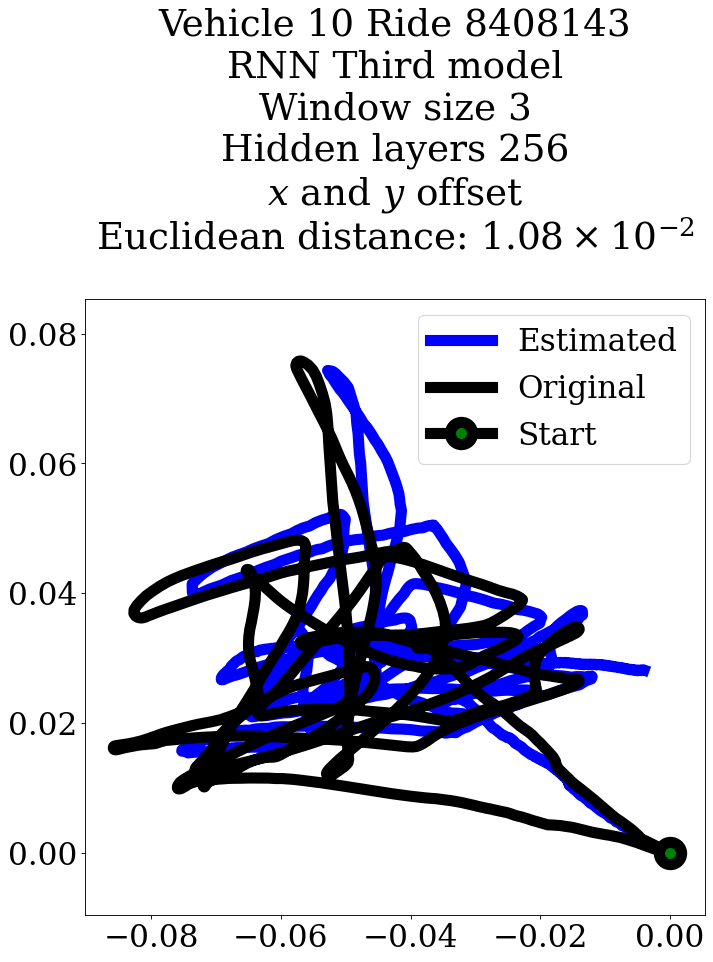 Vehicle 10 Ride 8408143
RNN Third model
Window size 3
Hidden layers 256
x and y offset
Euclidean distance: 1.08 × 10⁻²
Estimated
Original
Start
0.08
0.06
0.04
0.02
0.00
−0.08 −0.06 −0.04 −0.02 0.00